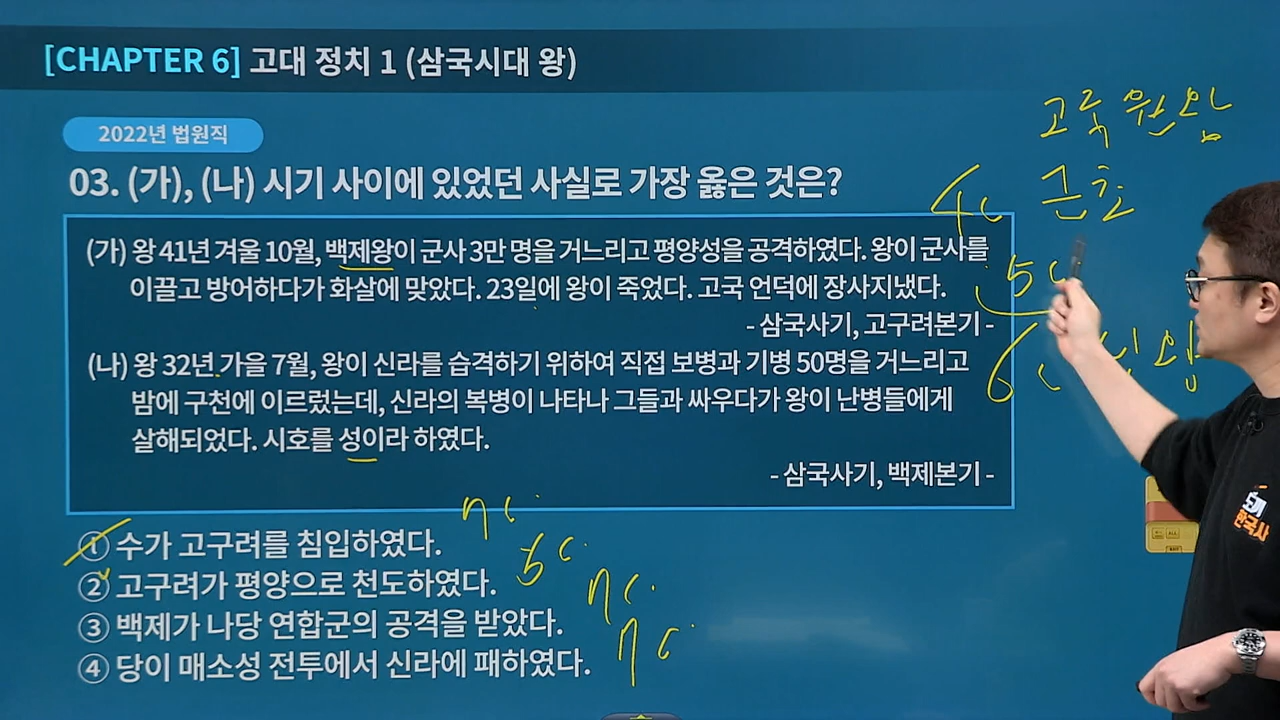 [CHAPTER 6] 고대 정치 1 (삼국시대 왕)
2022년 법원직
03. (가), (나) 시기 사이에 있었던 사실로 가장 옳은 것은?
(가) 왕 41년 겨울 10월, 백제왕이 군사 3만 명을 거느리고 평양성을 공격하였다. 왕이 군사를
이끌고 방어하다가 화살에 맞았다. 23일에 왕이 죽었다. 고국 언덕에 장사지냈다.
- 삼국사기, 고구려본기 -
(나) 왕 32년 가을 7월, 왕이 신라를 습격하기 위하여 직접 보병과 기병 50명을 거느리고
밤에 구천에 이르렀는데, 신라의 복병이 나타나 그들과 싸우다가 왕이 난병들에게
살해되었다. 시호를 성이라 하였다.
- 삼국사기, 백제본기 -
① 수가 고구려를 침입하였다.
② 고구려가 평양으로 천도하였다.
③ 백제가 나당 연합군의 공격을 받았다.
④ 당이 매소성 전투에서 신라에 패하였다.
고국원왕
4c 근초
5c
6c
7c
5c
7c
7c
한국사